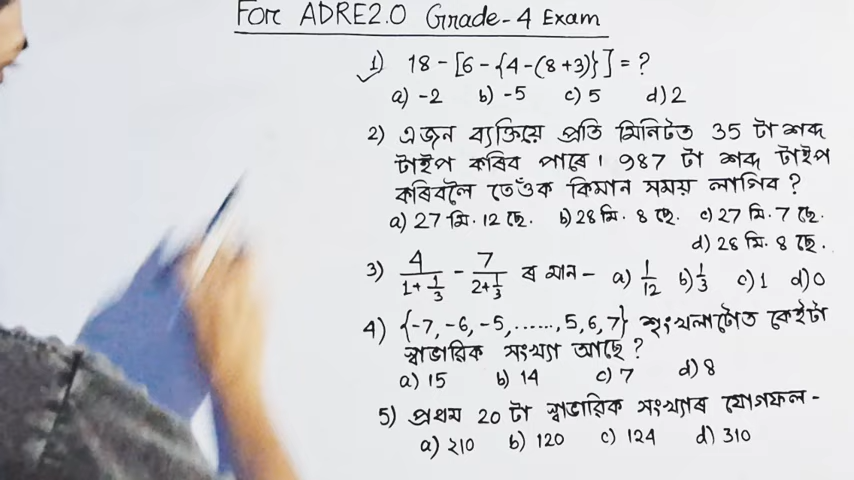 For ADRE2.0 Grade-4 Exam
1) 18-[6-{4-(8+3)}] = ?
a) -2 b) -5 c) 5 d) 2
2) এজন ব্যক্তিয়ে প্ৰতি মিনিটত 35 টা শব্দ
টাইপ কৰিব পাৰে। 987 টা শব্দ টাইপ
কৰিবলৈ তেওঁক কিমান সময় লাগিব?
a) 27 মি. 12 ছে. b) 28 মি. 8 ছে. c) 27 মি. 7 ছে.
d) 26 মি. 8 ছে.
3) 4/(1+1/3) - 7/(2+1/3) ৰ মান- a) 1/12 b) 1/3 c) 1 d) 0
4) {-7, -6, -5, ......, 5, 6, 7} শৃংখলাটোত কেইটা
স্বাভাৱিক সংখ্যা আছে?
a) 15 b) 14 c) 7 d) 8
5) প্ৰথম 20 টা স্বাভাৱিক সংখ্যাৰ যোগফল-
a) 210 b) 120 c) 124 d) 310